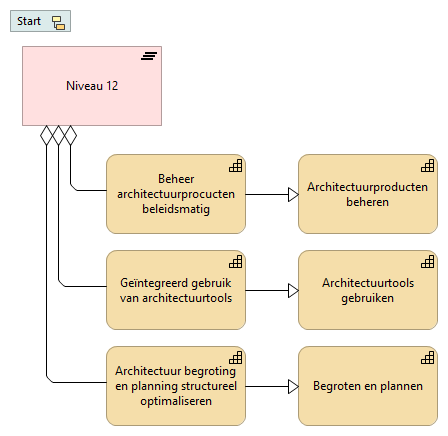 Start
Niveau 12
Beheer
architectuurprocucten
beleidsmatig
Architectuurproducten
beheren
Geïntegreerd gebruik
van architectuurtools
Architectuurtools
gebruiken
Architectuur begroting
en planning structureel
optimaliseren
Begroten en plannen